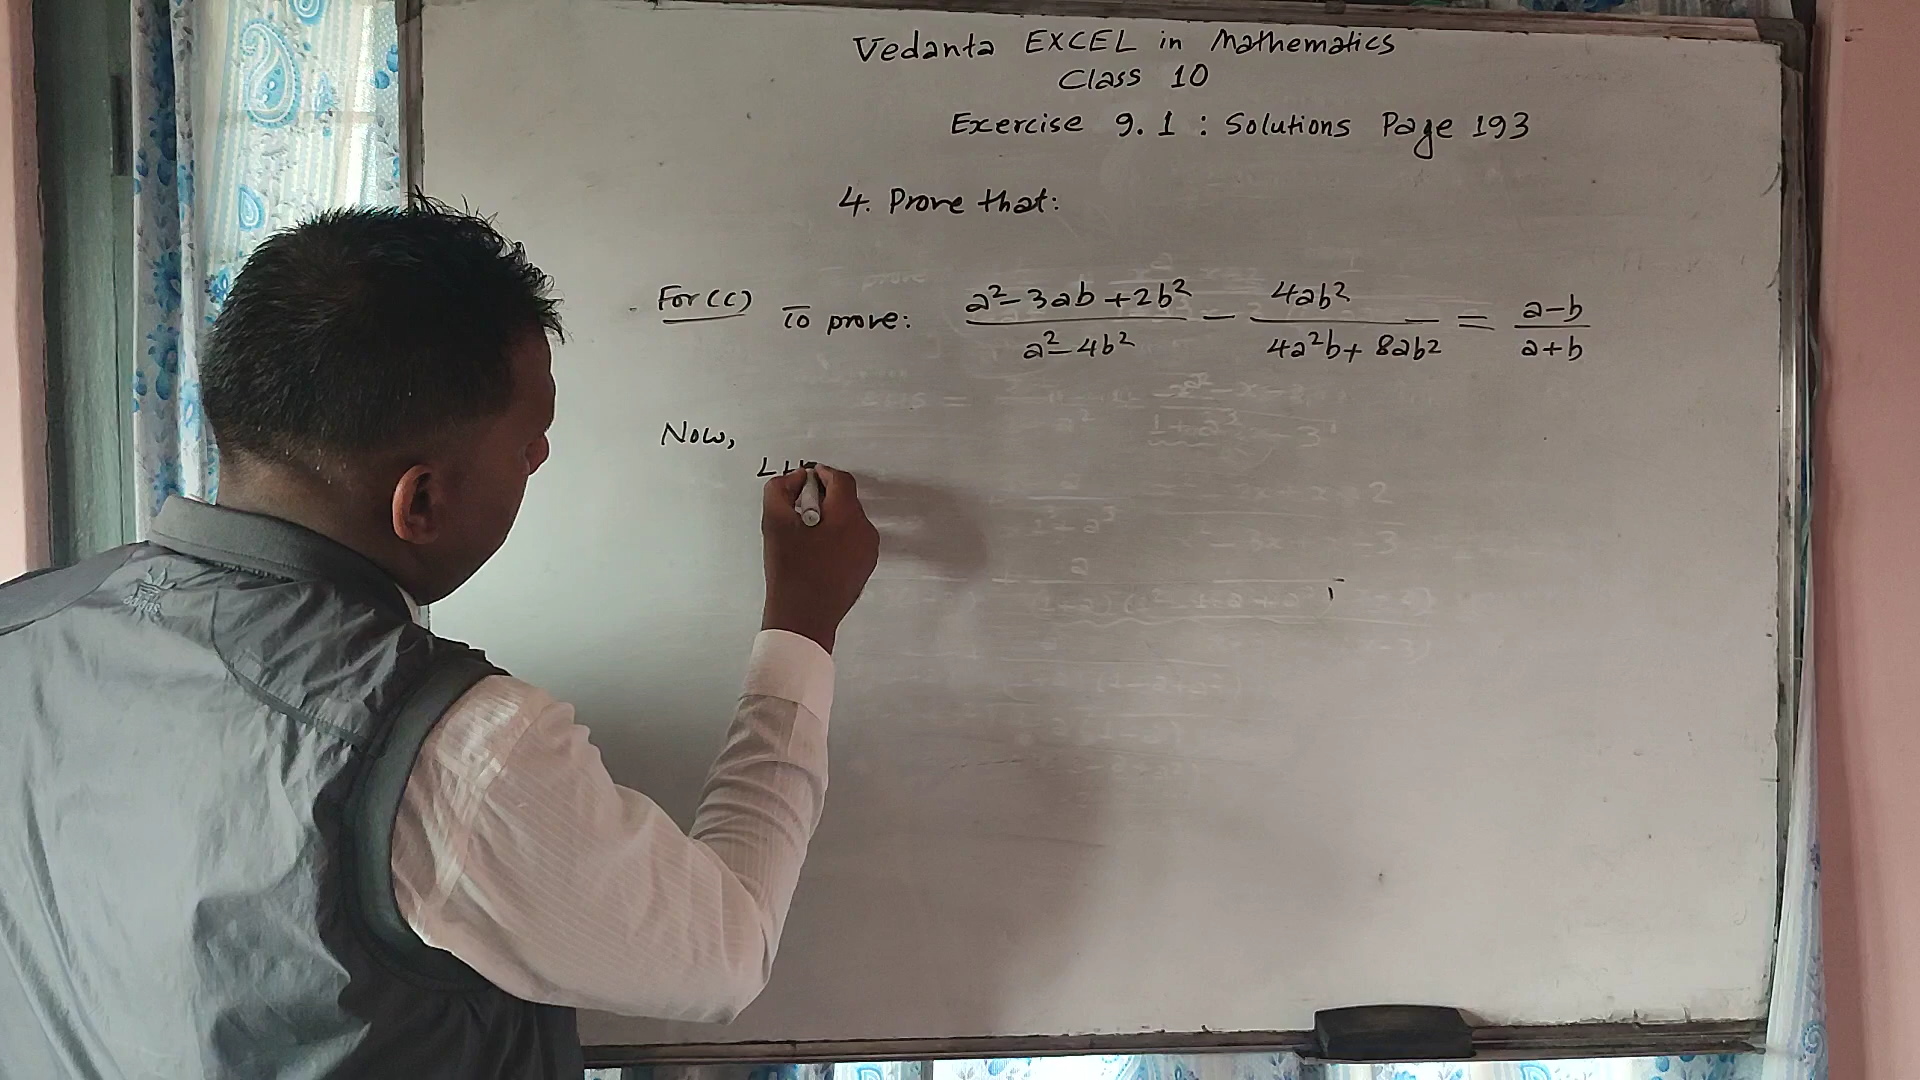 Vedanta EXCEL in Mathematics
Class 10
Exercise 9.1 : Solutions Page 193
4. Prove that:
For (c) To prove: (a²-3ab+2b²)/(a²-4b²) - 4ab²/(4a²b+8ab²) = (a-b)/(a+b)
Now,